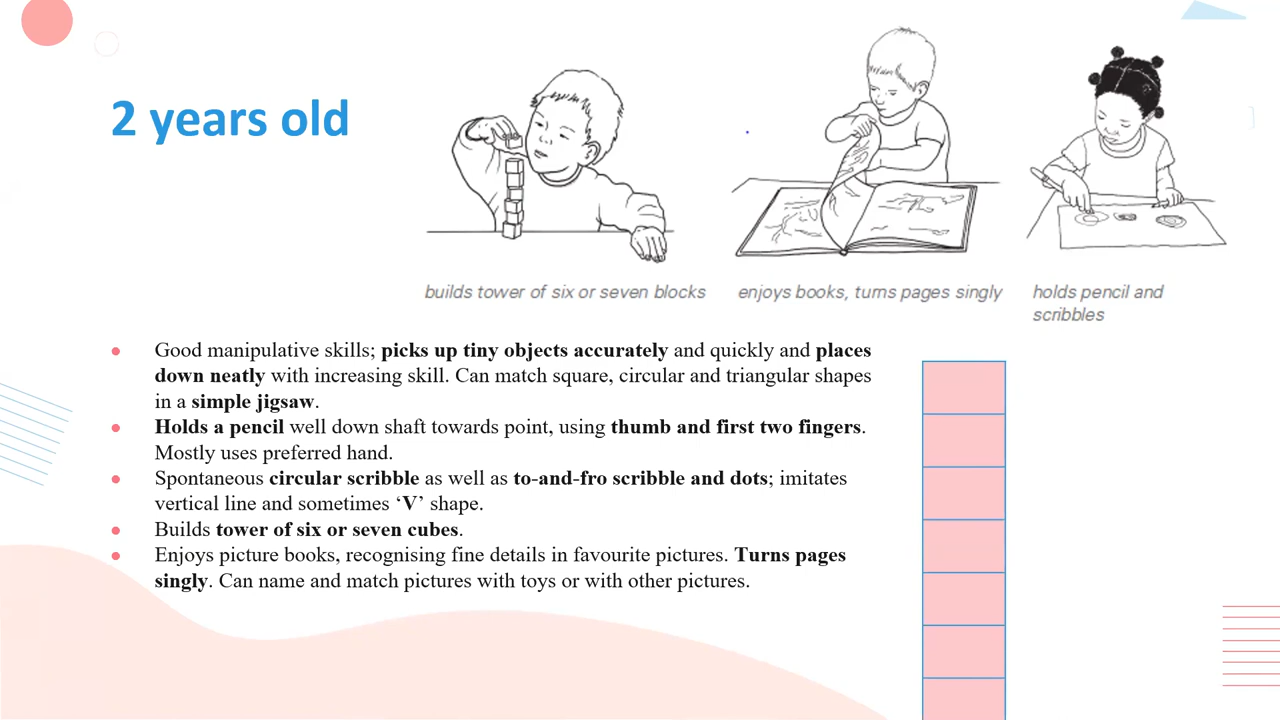 2 years old
builds tower of six or seven blocks
enjoys books, turns pages singly
holds pencil and
scribbles
Good manipulative skills; picks up tiny objects accurately and quickly and places
down neatly with increasing skill. Can match square, circular and triangular shapes
in a simple jigsaw.
Holds a pencil well down shaft towards point, using thumb and first two fingers.
Mostly uses preferred hand.
Spontaneous circular scribble as well as to-and-fro scribble and dots; imitates
vertical line and sometimes ‘V’ shape.
Builds tower of six or seven cubes.
Enjoys picture books, recognising fine details in favourite pictures. Turns pages
singly. Can name and match pictures with toys or with other pictures.